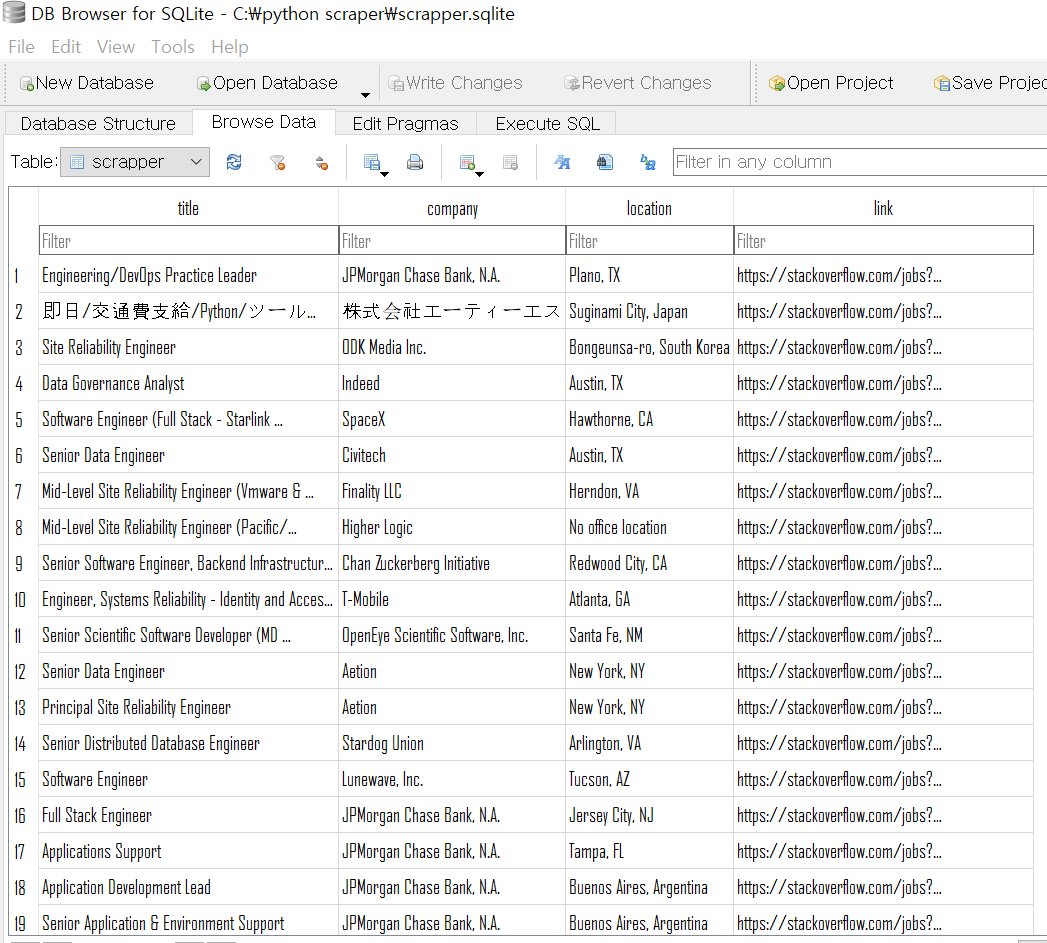 DB Browser for SQLite - C:₩python scraper₩scrapper.sqlite
File Edit View Tools Help
New Database Open Database Write Changes Revert Changes Open Project Save Projec
Database Structure Browse Data Edit Pragmas Execute SQL
Table: scrapper Filter in any column
title company location link
Filter Filter Filter Filter
1 Engineering/DevOps Practice Leader JPMorgan Chase Bank, N.A. Plano, TX https://stackoverflow.com/jobs?...
2 即日/交通費支給/Python/ツール... 株式会社エーティーエス Suginami City, Japan https://stackoverflow.com/jobs?...
3 Site Reliability Engineer ODK Media Inc. Bongeunsa-ro, South Korea https://stackoverflow.com/jobs?...
4 Data Governance Analyst Indeed Austin, TX https://stackoverflow.com/jobs?...
5 Software Engineer (Full Stack - Starlink ... SpaceX Hawthorne, CA https://stackoverflow.com/jobs?...
6 Senior Data Engineer Civitech Austin, TX https://stackoverflow.com/jobs?...
7 Mid-Level Site Reliability Engineer (Vmware & ... Finality LLC Herndon, VA https://stackoverflow.com/jobs?...
8 Mid-Level Site Reliability Engineer (Pacific/... Higher Logic No office location https://stackoverflow.com/jobs?...
9 Senior Software Engineer, Backend Infrastructur... Chan Zuckerberg Initiative Redwood City, CA https://stackoverflow.com/jobs?...
10 Engineer, Systems Reliability - Identity and Acces... T-Mobile Atlanta, GA https://stackoverflow.com/jobs?...
11 Senior Scientific Software Developer (MD ... OpenEye Scientific Software, Inc. Santa Fe, NM https://stackoverflow.com/jobs?...
12 Senior Data Engineer Aetion New York, NY https://stackoverflow.com/jobs?...
13 Principal Site Reliability Engineer Aetion New York, NY https://stackoverflow.com/jobs?...
14 Senior Distributed Database Engineer Stardog Union Arlington, VA https://stackoverflow.com/jobs?...
15 Software Engineer Lunewave, Inc. Tucson, AZ https://stackoverflow.com/jobs?...
16 Full Stack Engineer JPMorgan Chase Bank, N.A. Jersey City, NJ https://stackoverflow.com/jobs?...
17 Applications Support JPMorgan Chase Bank, N.A. Tampa, FL https://stackoverflow.com/jobs?...
18 Application Development Lead JPMorgan Chase Bank, N.A. Buenos Aires, Argentina https://stackoverflow.com/jobs?...
19 Senior Application & Environment Support JPMorgan Chase Bank, N.A. Buenos Aires, Argentina https://stackoverflow.com/jobs?...